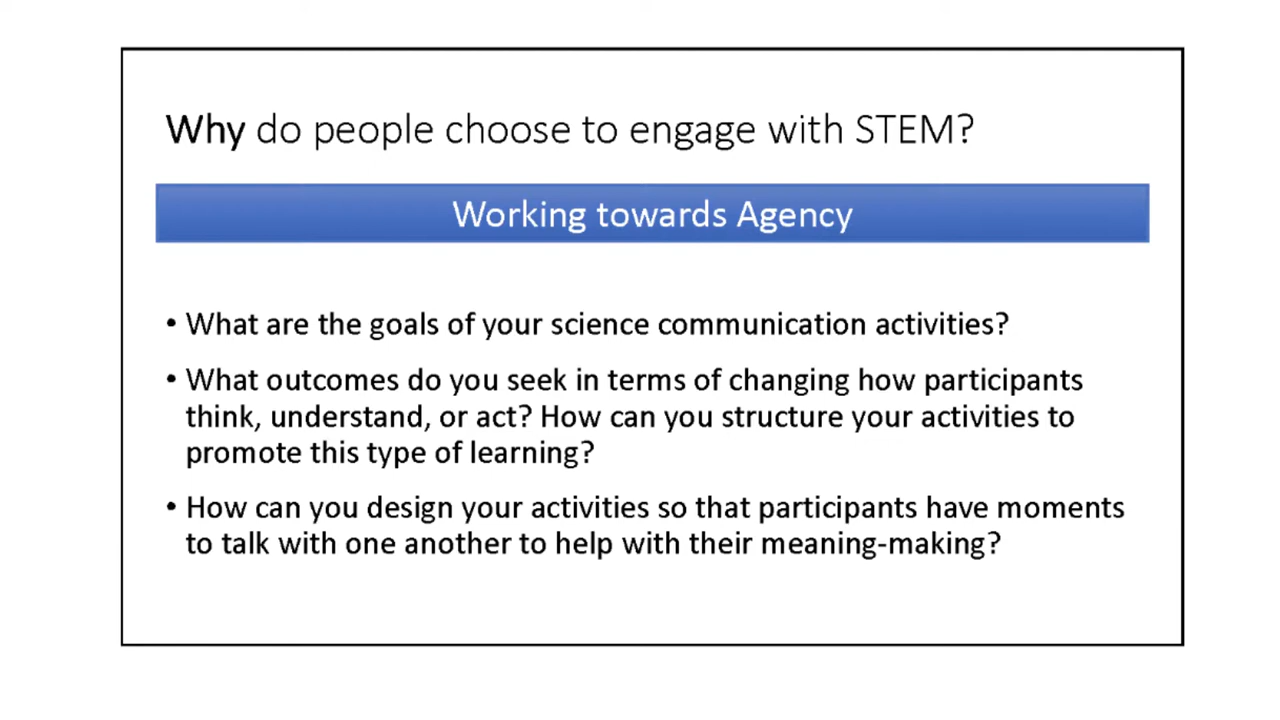 Why do people choose to engage with STEM?
Working towards Agency
• What are the goals of your science communication activities?
• What outcomes do you seek in terms of changing how participants
think, understand, or act? How can you structure your activities to
promote this type of learning?
• How can you design your activities so that participants have moments
to talk with one another to help with their meaning-making?